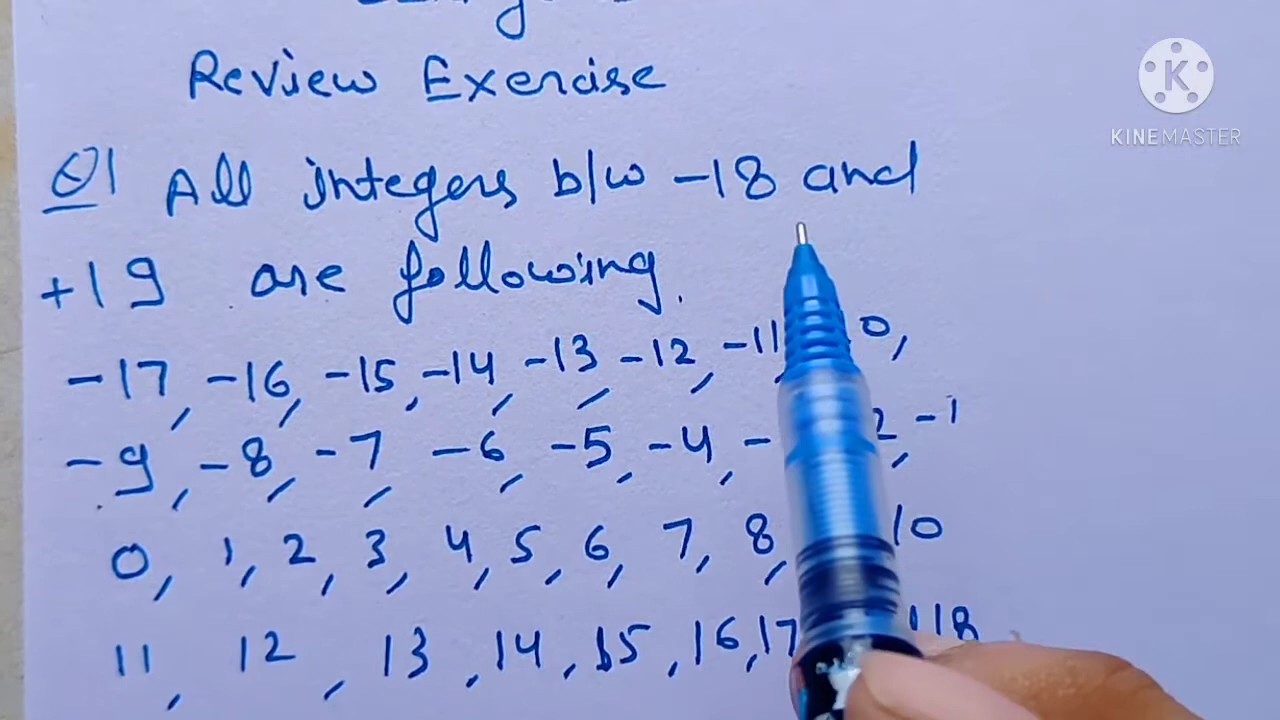 Review Exercise
KINEMASTER
Q1 All integers b/w -18 and
+19 are following.
-17, -16, -15, -14, -13, -12, -11, 0,
-9, -8, -7, -6, -5, -4, - 2, -1
0, 1, 2, 3, 4, 5, 6, 7, 8, 10
11, 12, 13, 14, 15, 16, 17